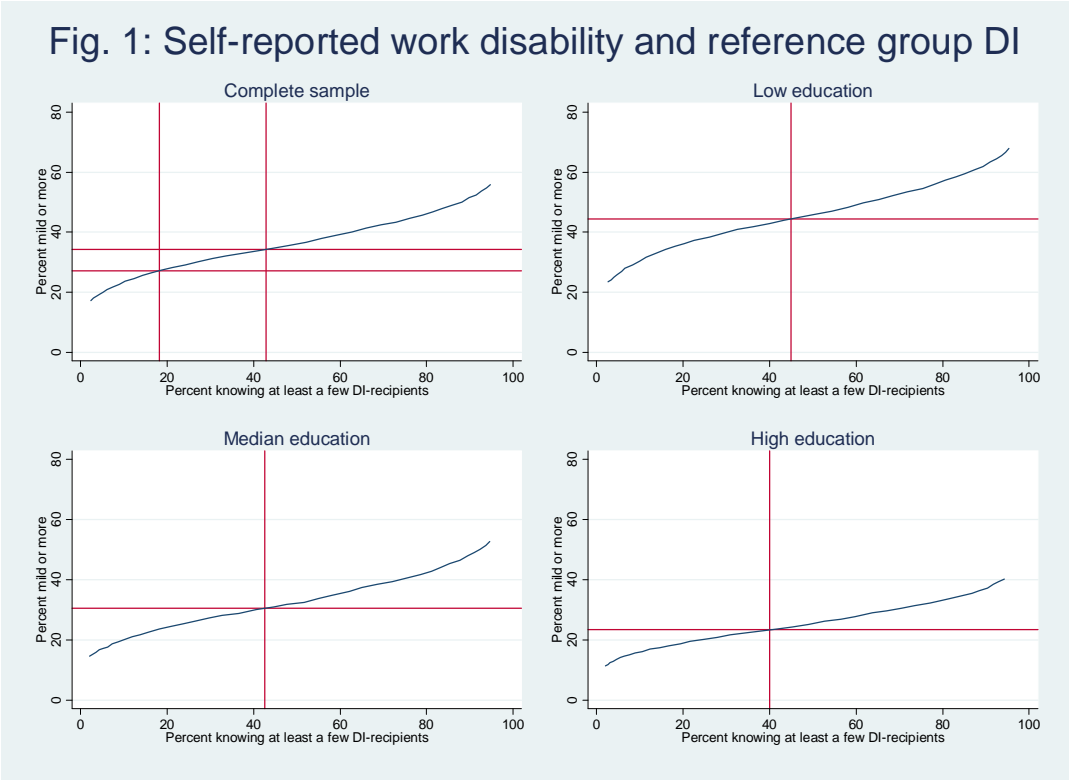 Fig. 1: Self-reported work disability and reference group DI
Complete sample
Percent mild or more
0 20 40 60 80
0 20 40 60 80 100
Percent knowing at least a few DI-recipients
Low education
Percent mild or more
0 20 40 60 80
0 20 40 60 80 100
Percent knowing at least a few DI-recipients
Median education
Percent mild or more
0 20 40 60 80
0 20 40 60 80 100
Percent knowing at least a few DI-recipients
High education
Percent mild or more
0 20 40 60 80
0 20 40 60 80 100
Percent knowing at least a few DI-recipients